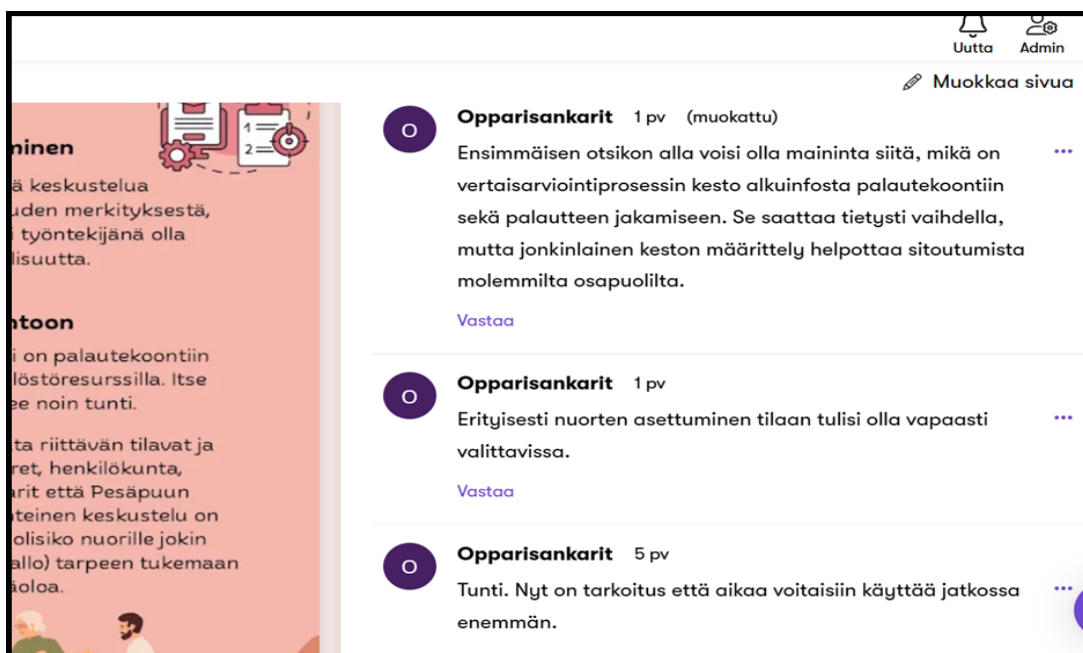 Uutta Admin
Muokkaa sivua
1=
2=
ninen
ä keskustelua
uden merkityksestä,
i työntekijänä olla
lisuutta.
ntoon
i on palautekoontiin
löstöresurssilla. Itse
ee noin tunti.
ta riittävän tilavat ja
ret, henkilökunta,
arit että Pesäpuun
teinen keskustelu on
olisiko nuorille jokin
allo) tarpeen tukemaan
äoloa.
O
Opparisankarit 1 pv (muokattu)
Ensimmäisen otsikon alla voisi olla maininta siitä, mikä on
vertaisarviointiprosessin kesto alkuinfosta palautekoontiin
sekä palautteen jakamiseen. Se saattaa tietysti vaihdella,
mutta jonkinlainen keston määrittely helpottaa sitoutumista
molemmilta osapuolilta.
Vastaa
O
Opparisankarit 1 pv
Erityisesti nuorten asettuminen tilaan tulisi olla vapaasti
valittavissa.
Vastaa
O
Opparisankarit 5 pv
Tunti. Nyt on tarkoitus että aikaa voitaisiin käyttää jatkossa
enemmän.